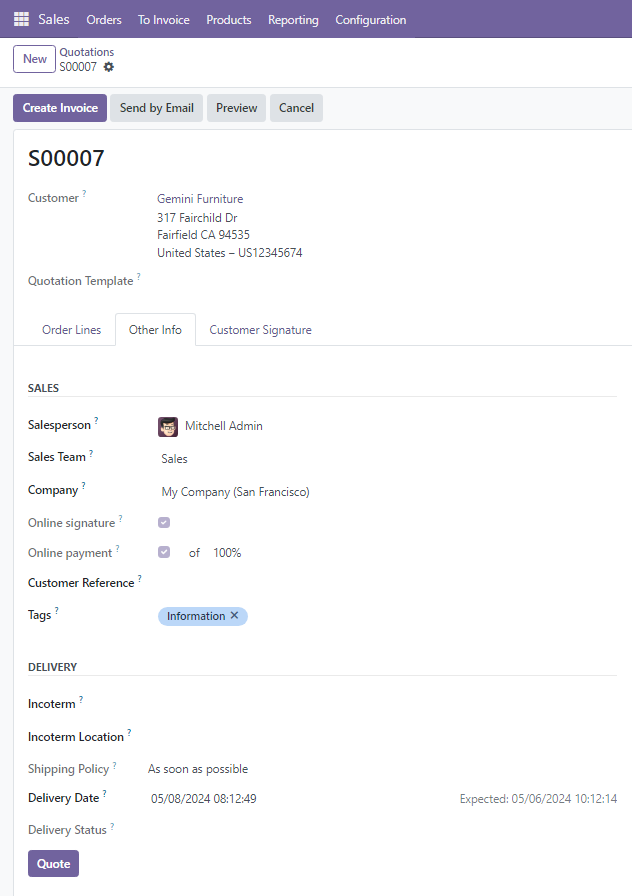 Sales Orders To Invoice Products Reporting Configuration
New Quotations
S00007
Create Invoice Send by Email Preview Cancel
S00007
Customer ? Gemini Furniture
317 Fairchild Dr
Fairfield CA 94535
United States – US12345674
Quotation Template ?
Order Lines Other Info Customer Signature
SALES
Salesperson ? Mitchell Admin
Sales Team ? Sales
Company ? My Company (San Francisco)
Online signature ?
Online payment ? of 100%
Customer Reference ?
Tags ? Information ✕
DELIVERY
Incoterm ?
Incoterm Location ?
Shipping Policy ? As soon as possible
Delivery Date ? 05/08/2024 08:12:49 Expected: 05/06/2024 10:12:14
Delivery Status ?
Quote